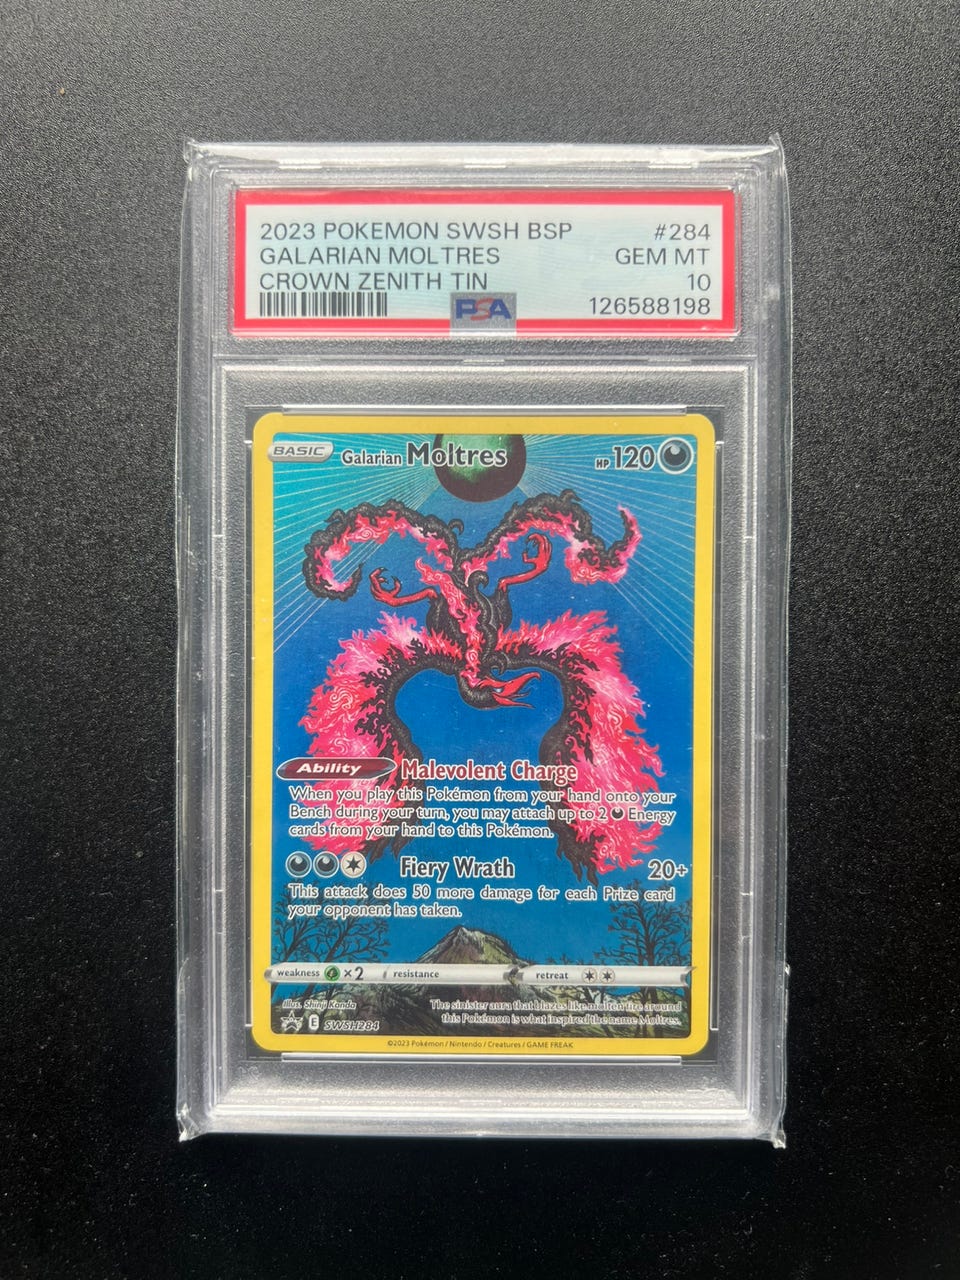 2023 POKEMON SWSH BSP #284
GALARIAN MOLTRES GEM MT
CROWN ZENITH TIN 10
PSA 126588198
BASIC Galarian Moltres HP 120
Ability Malevolent Charge
When you play this Pokémon from your hand onto your
Bench during your turn, you may attach up to 2 Energy
cards from your hand to this Pokémon.
Fiery Wrath 20+
This attack does 50 more damage for each Prize card
your opponent has taken.
weakness ×2 resistance retreat
Illus. Shinji Kanda
The sinister aura that blazes like molten fire around
this Pokémon is what inspired the name Moltres.
E SWSH284
©2023 Pokémon / Nintendo / Creatures / GAME FREAK